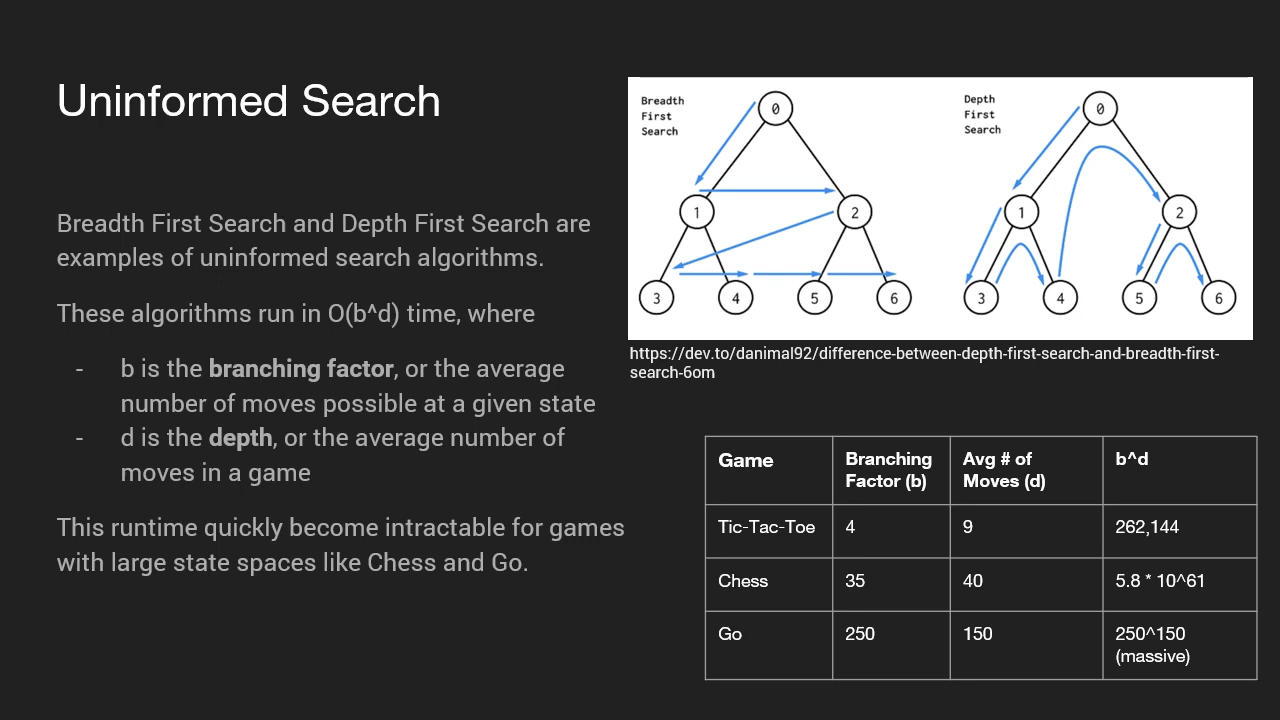 Uninformed Search
Breadth First Search and Depth First Search are
examples of uninformed search algorithms.
These algorithms run in O(b^d) time, where
- b is the branching factor, or the average
number of moves possible at a given state
- d is the depth, or the average number of
moves in a game
This runtime quickly become intractable for games
with large state spaces like Chess and Go.
Breadth
First
Search
0
1 2
3 4 5 6
Depth
First
Search
0
1 2
3 4 5 6
https://dev.to/danimal92/difference-between-depth-first-search-and-breadth-first-
search-6om
Game Branching Factor (b) Avg # of Moves (d) b^d
Tic-Tac-Toe 4 9 262,144
Chess 35 40 5.8 * 10^61
Go 250 150 250^150 (massive)